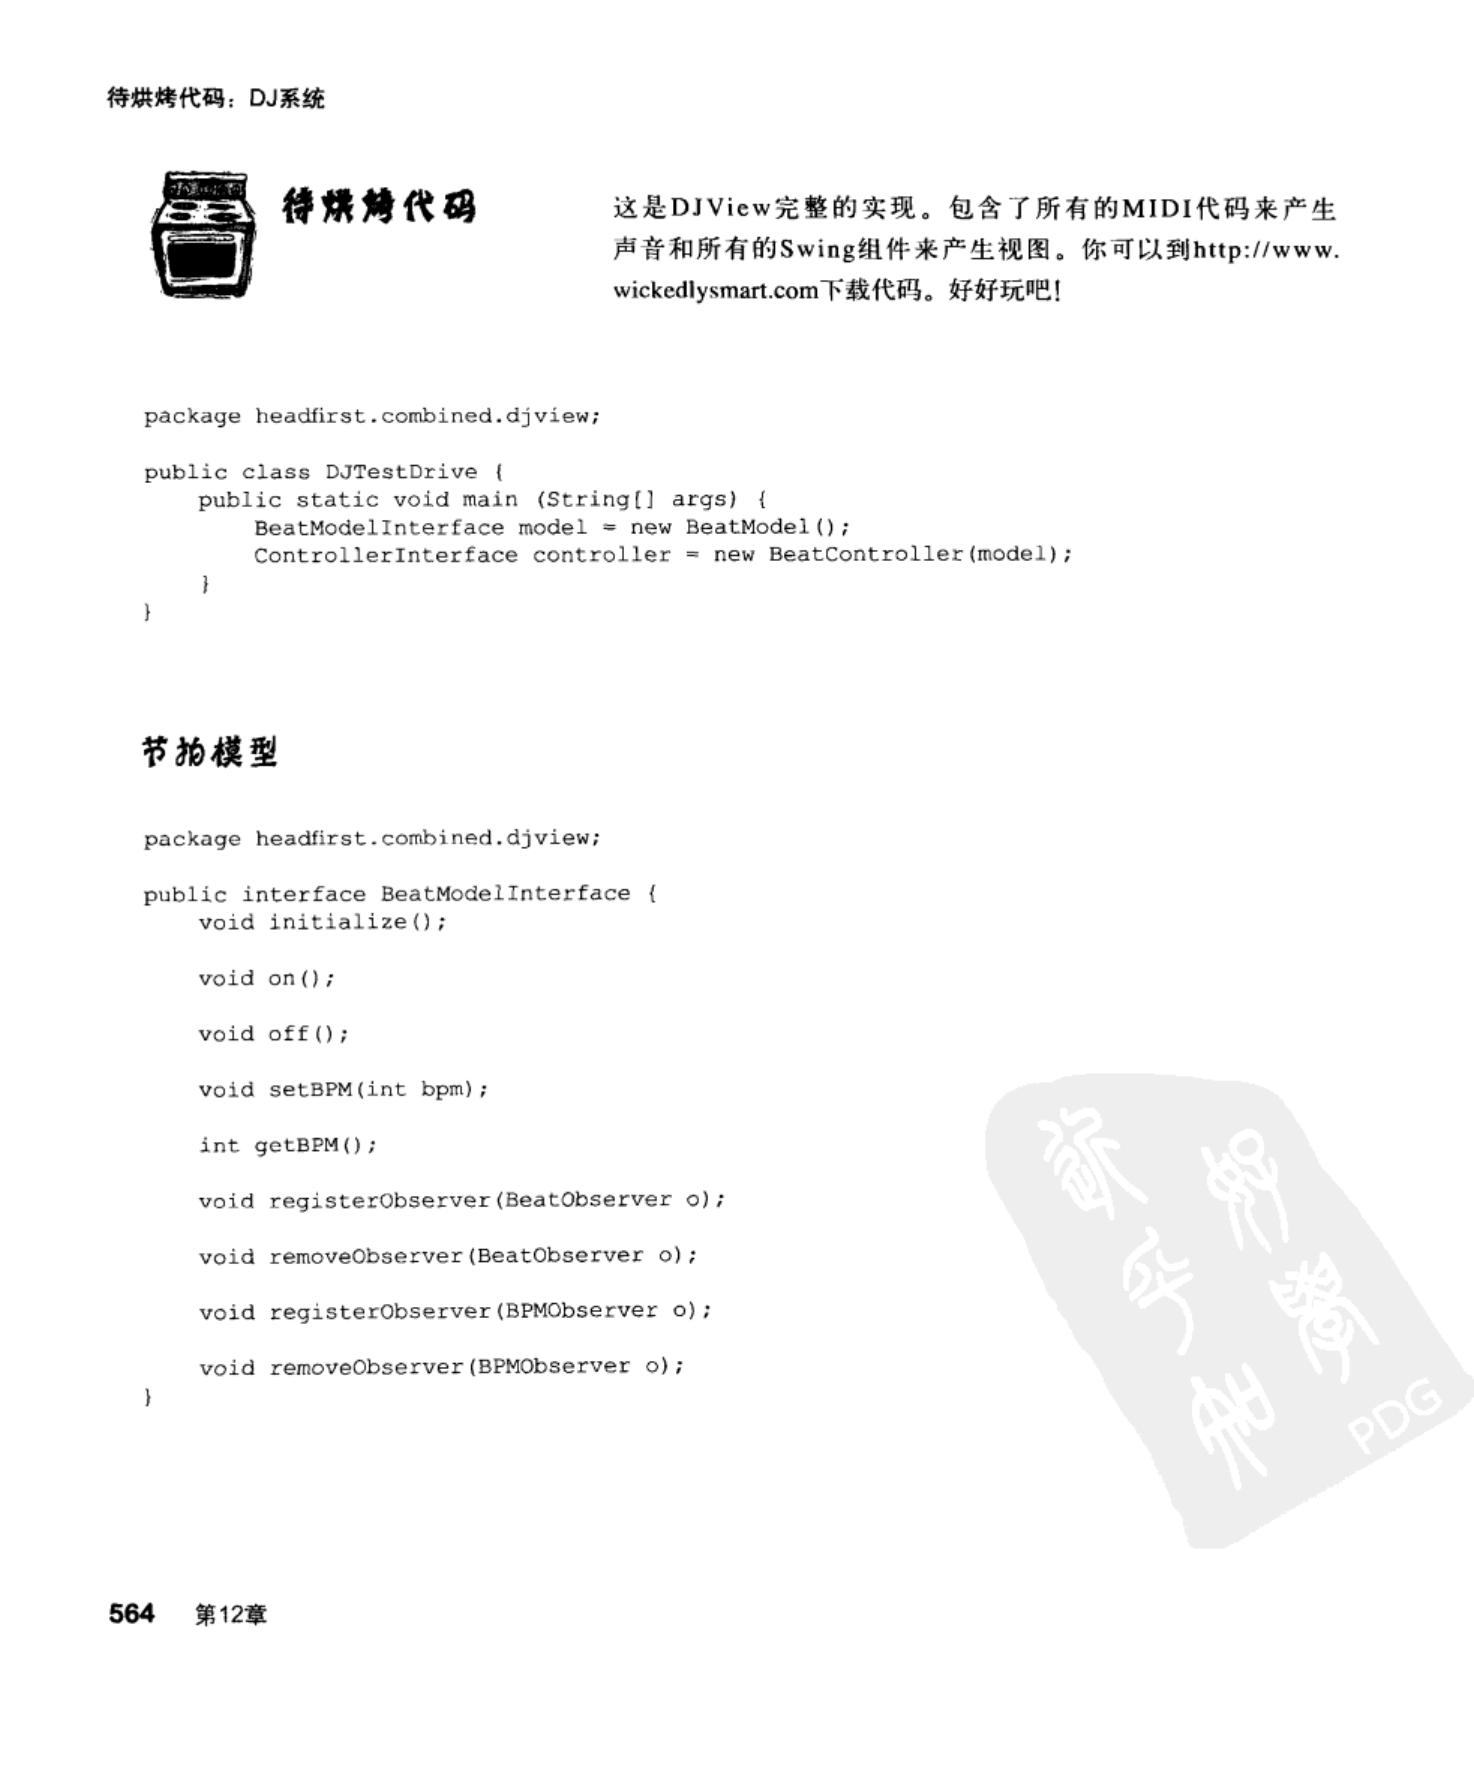 待烘烤代码：DJ系统
待烘烤代码
这是DJView完整的实现。包含了所有的MIDI代码来产生
声音和所有的Swing组件来产生视图。你可以到http://www.
wickedlysmart.com下载代码。好好玩吧！
package headfirst.combined.djview;
public class DJTestDrive {
    public static void main (String[] args) {
        BeatModelInterface model = new BeatModel();
        ControllerInterface controller = new BeatController(model);
    }
}
节拍模型
package headfirst.combined.djview;
public interface BeatModelInterface {
    void initialize();
    void on();
    void off();
    void setBPM(int bpm);
    int getBPM();
    void registerObserver(BeatObserver o);
    void removeObserver(BeatObserver o);
    void registerObserver(BPMObserver o);
    void removeObserver(BPMObserver o);
}
PDG
564 第12章